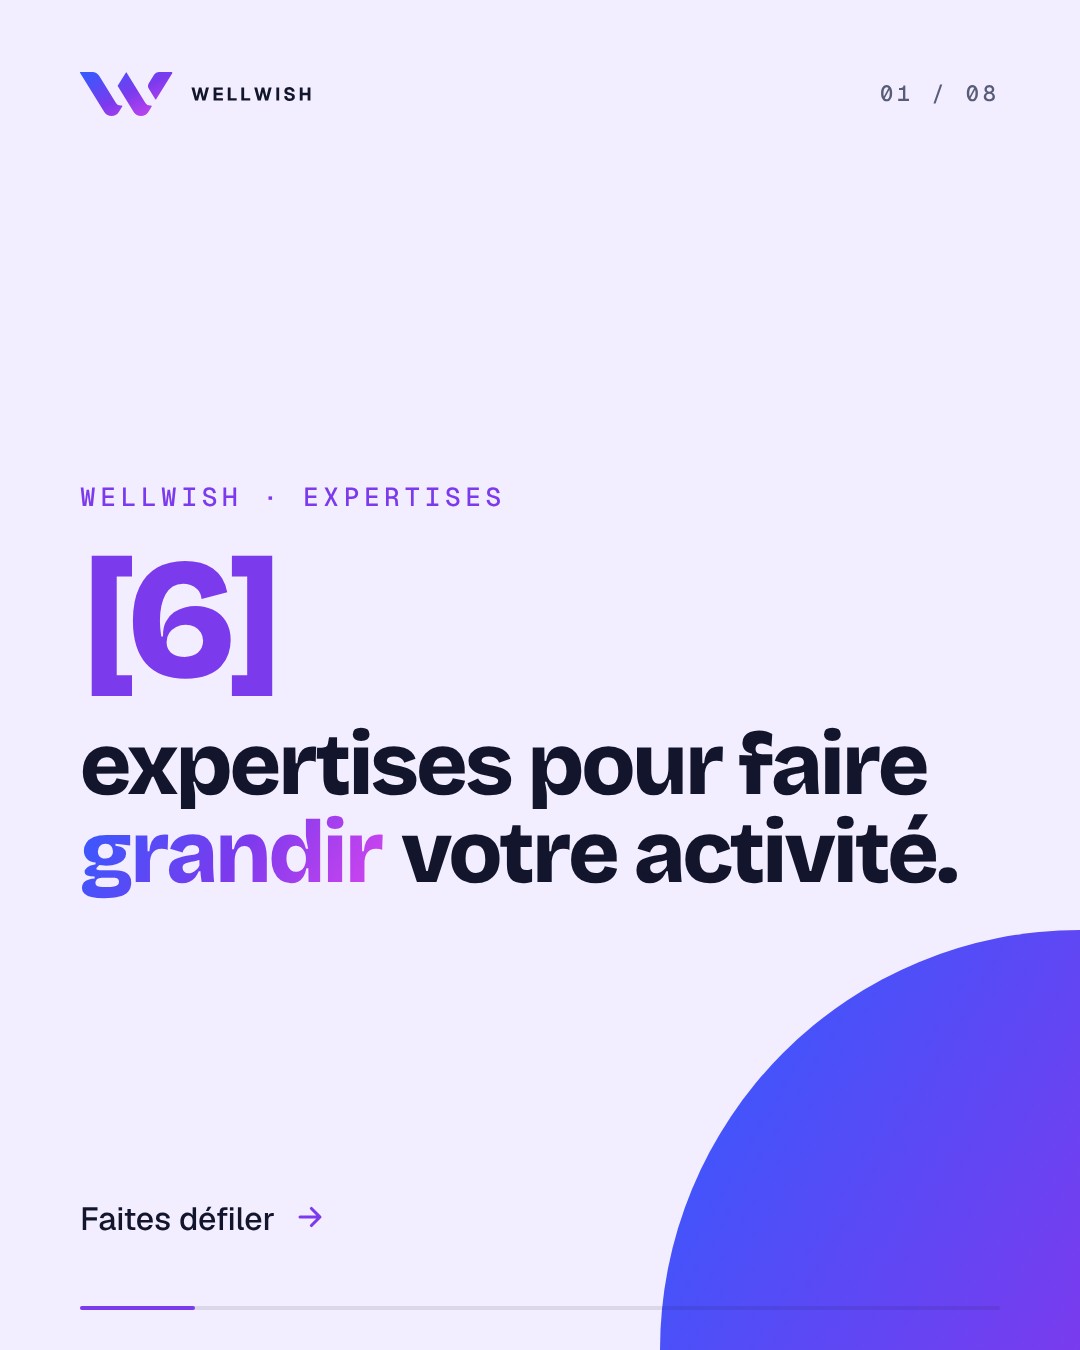 WELLWISH
01 / 08
WELLWISH · EXPERTISES
[6]
expertises pour faire
grandir votre activité.
Faites défiler →